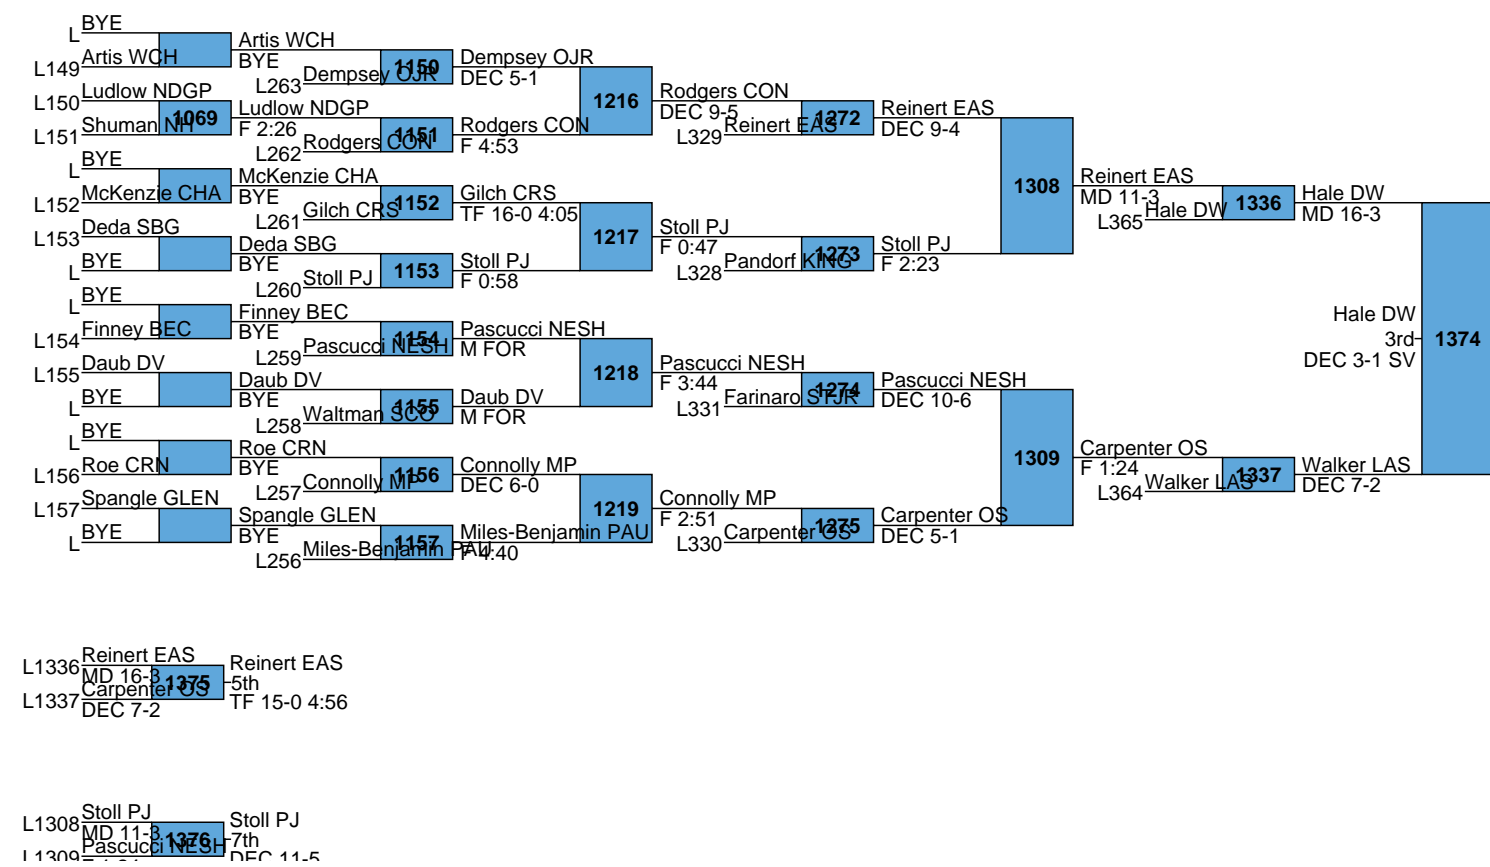 L BYE
L149 Artis WCH
Artis WCH
BYE
L263 Dempsey OJR
1150
Dempsey OJR
DEC 5-1
L150 Ludlow NDGP
L151 Shuman NH
1069
Ludlow NDGP
F 2:26
L262 Rodgers CON
1151
Rodgers CON
F 4:53
1216
Rodgers CON
DEC 9-5
L329 Reinert EAS
1272
Reinert EAS
DEC 9-4
L BYE
L152 McKenzie CHA
McKenzie CHA
BYE
L261 Gilch CRS
1152
Gilch CRS
TF 16-0 4:05
L153 Deda SBG
L BYE
Deda SBG
BYE
L260 Stoll PJ
1153
Stoll PJ
F 0:58
1217
Stoll PJ
F 0:47
L328 Pandorf KING
1273
Stoll PJ
F 2:23
1308
Reinert EAS
MD 11-3
L365 Hale DW
1336
Hale DW
MD 16-3
L BYE
L154 Finney BEC
Finney BEC
BYE
L259 Pascucci NESH
1154
Pascucci NESH
M FOR
L155 Daub DV
L BYE
Daub DV
BYE
L258 Waltman SCO
1155
Daub DV
M FOR
1218
Pascucci NESH
F 3:44
L331 Farinaro STJR
1274
Pascucci NESH
DEC 10-6
L BYE
L156 Roe CRN
Roe CRN
BYE
L257 Connolly MP
1156
Connolly MP
DEC 6-0
L157 Spangle GLEN
L BYE
Spangle GLEN
BYE
L256 Miles-Benjamin PAU
1157
Miles-Benjamin PAU
F 4:40
1219
Connolly MP
F 2:51
L330 Carpenter OS
1275
Carpenter OS
DEC 5-1
1309
Carpenter OS
F 1:24
L364 Walker LAS
1337
Walker LAS
DEC 7-2
1374
Hale DW
3rd
DEC 3-1 SV
L1336 Reinert EAS
MD 16-3
L1337 Carpenter OS
DEC 7-2
1375
Reinert EAS
5th
TF 15-0 4:56
L1308 Stoll PJ
MD 11-3
L1309 Pascucci NESH
1376
Stoll PJ
7th
DEC 11-5